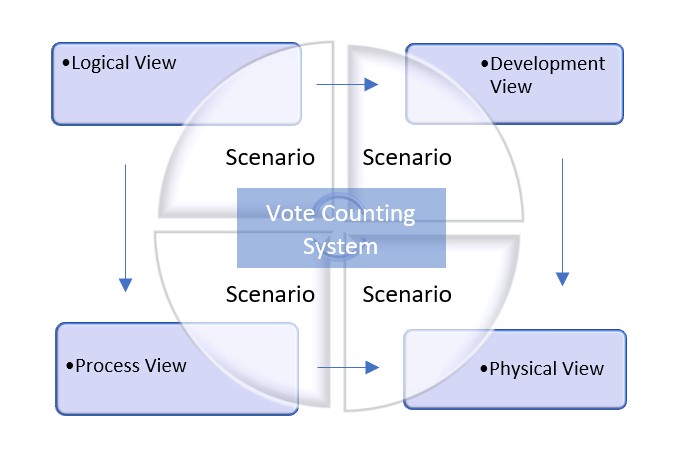 •Logical View
•Development
View
Scenario
Scenario
Vote Counting
System
Scenario
Scenario
•Process View
•Physical View